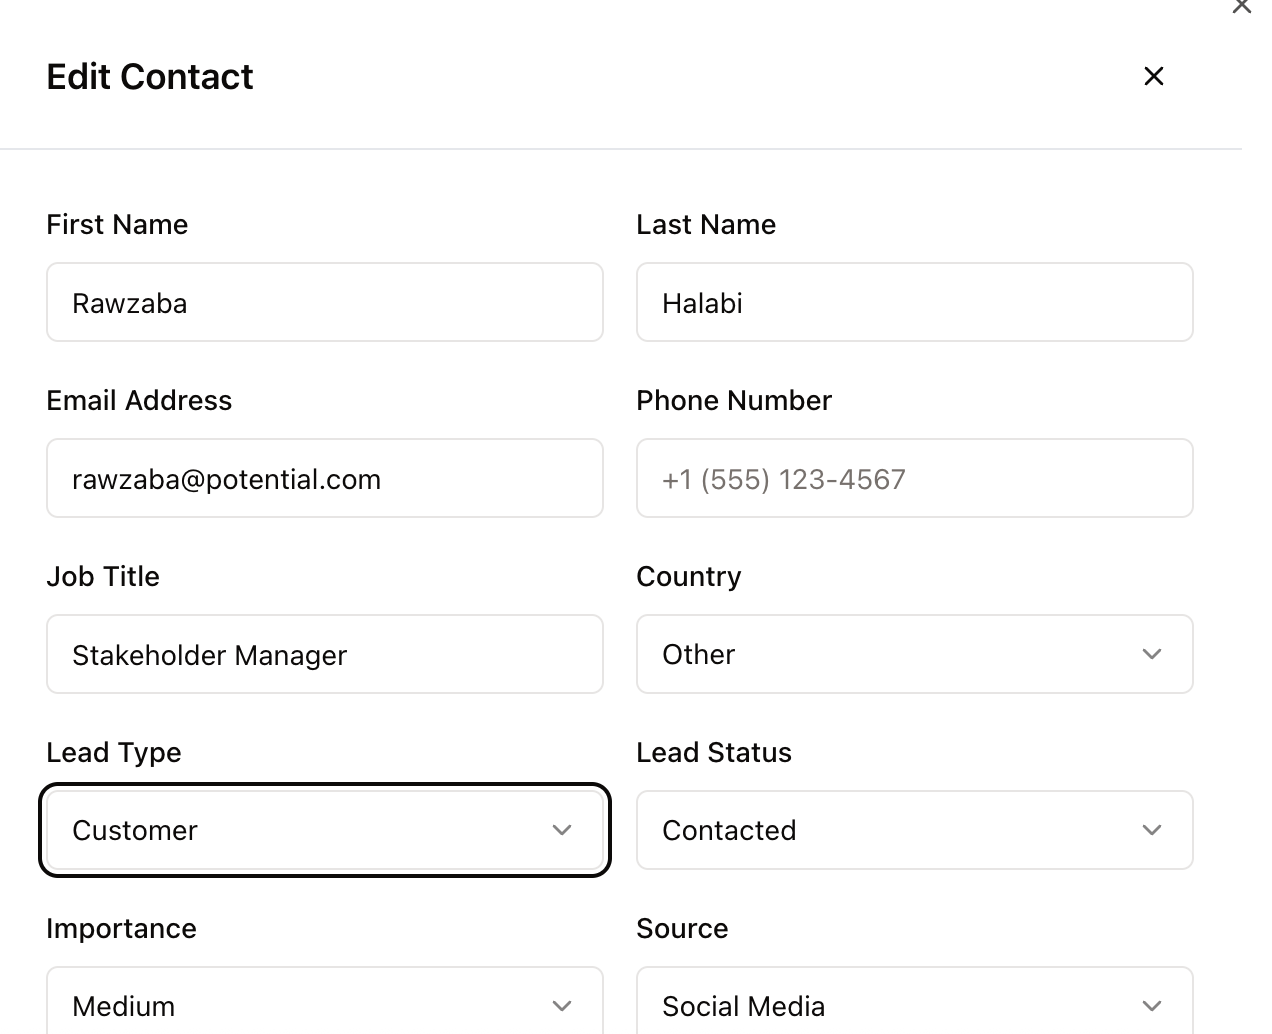 Edit Contact
First Name
Last Name
Rawzaba
Halabi
Email Address
Phone Number
rawzaba@potential.com
+1 (555) 123-4567
Job Title
Country
Stakeholder Manager
Other
Lead Type
Lead Status
Customer
Contacted
Importance
Source
Medium
Social Media